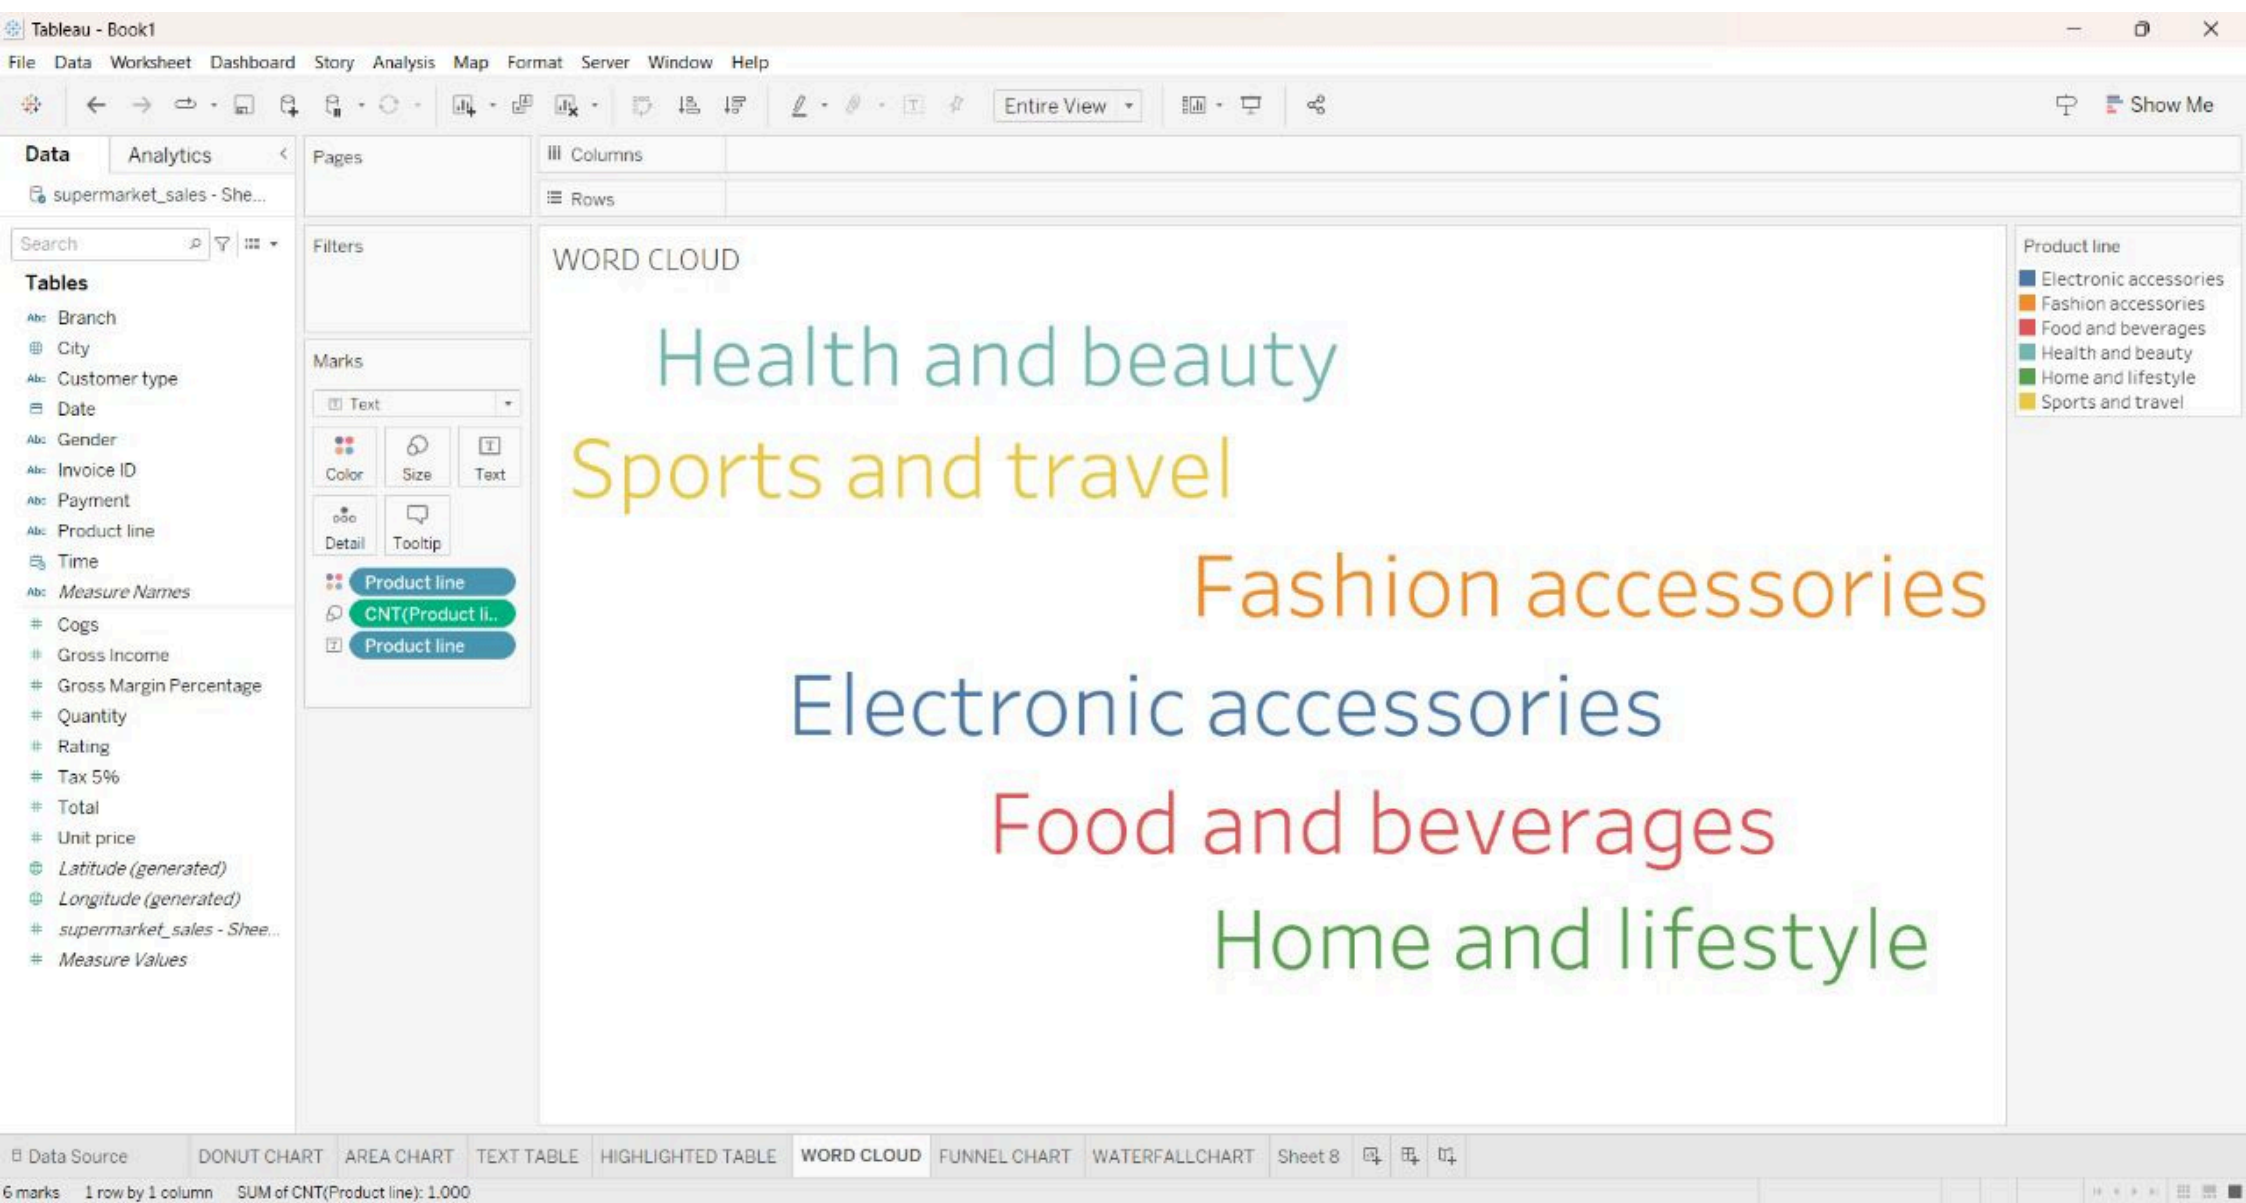 Tableau - Book1
File Data Worksheet Dashboard Story Analysis Map Format Server Window Help
Entire View
Show Me
Data Analytics
supermarket_sales - She...
Search
Tables
Branch
City
Customer type
Date
Gender
Invoice ID
Payment
Product line
Time
Measure Names
Cogs
Gross Income
Gross Margin Percentage
Quantity
Rating
Tax 5%
Total
Unit price
Latitude (generated)
Longitude (generated)
supermarket_sales - Shee...
Measure Values
Pages
Filters
Marks
Text
Color Size Text
Detail Tooltip
Product line
CNT(Product li..
Product line
Columns
Rows
WORD CLOUD
Health and beauty
Sports and travel
Fashion accessories
Electronic accessories
Food and beverages
Home and lifestyle
Product line
Electronic accessories
Fashion accessories
Food and beverages
Health and beauty
Home and lifestyle
Sports and travel
Data Source DONUT CHART AREA CHART TEXT TABLE HIGHLIGHTED TABLE WORD CLOUD FUNNEL CHART WATERFALLCHART Sheet 8
6 marks 1 row by 1 column SUM of CNT(Product line): 1.000